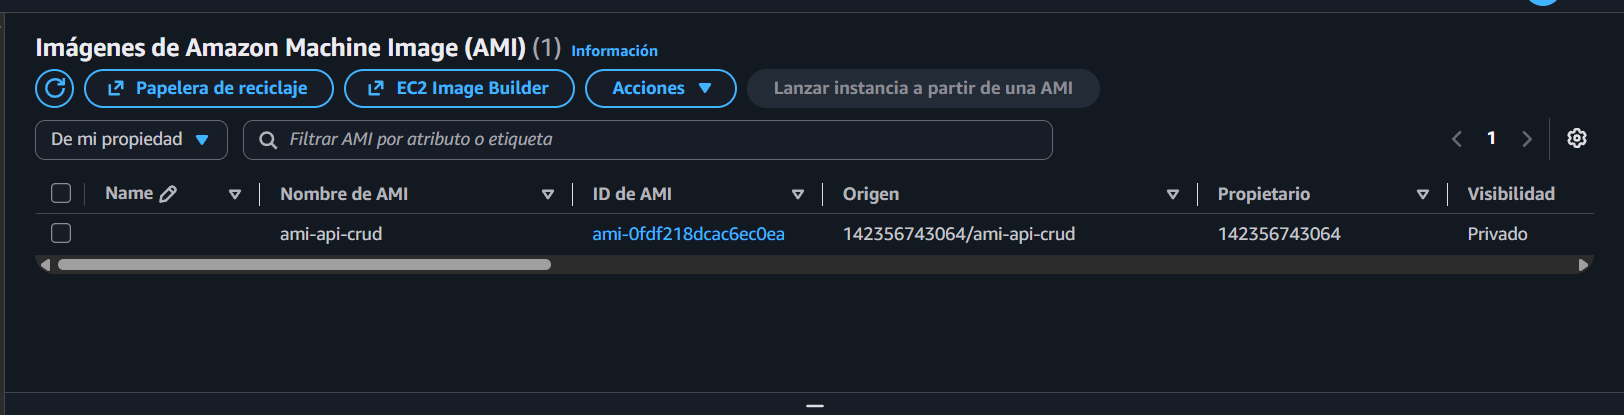 Imágenes de Amazon Machine Image (AMI) (1) Información
Papelera de reciclaje EC2 Image Builder Acciones Lanzar instancia a partir de una AMI
De mi propiedad Filtrar AMI por atributo o etiqueta 1
Name Nombre de AMI ID de AMI Origen Propietario Visibilidad
ami-api-crud ami-0fdf218dcac6ec0ea 142356743064/ami-api-crud 142356743064 Privado